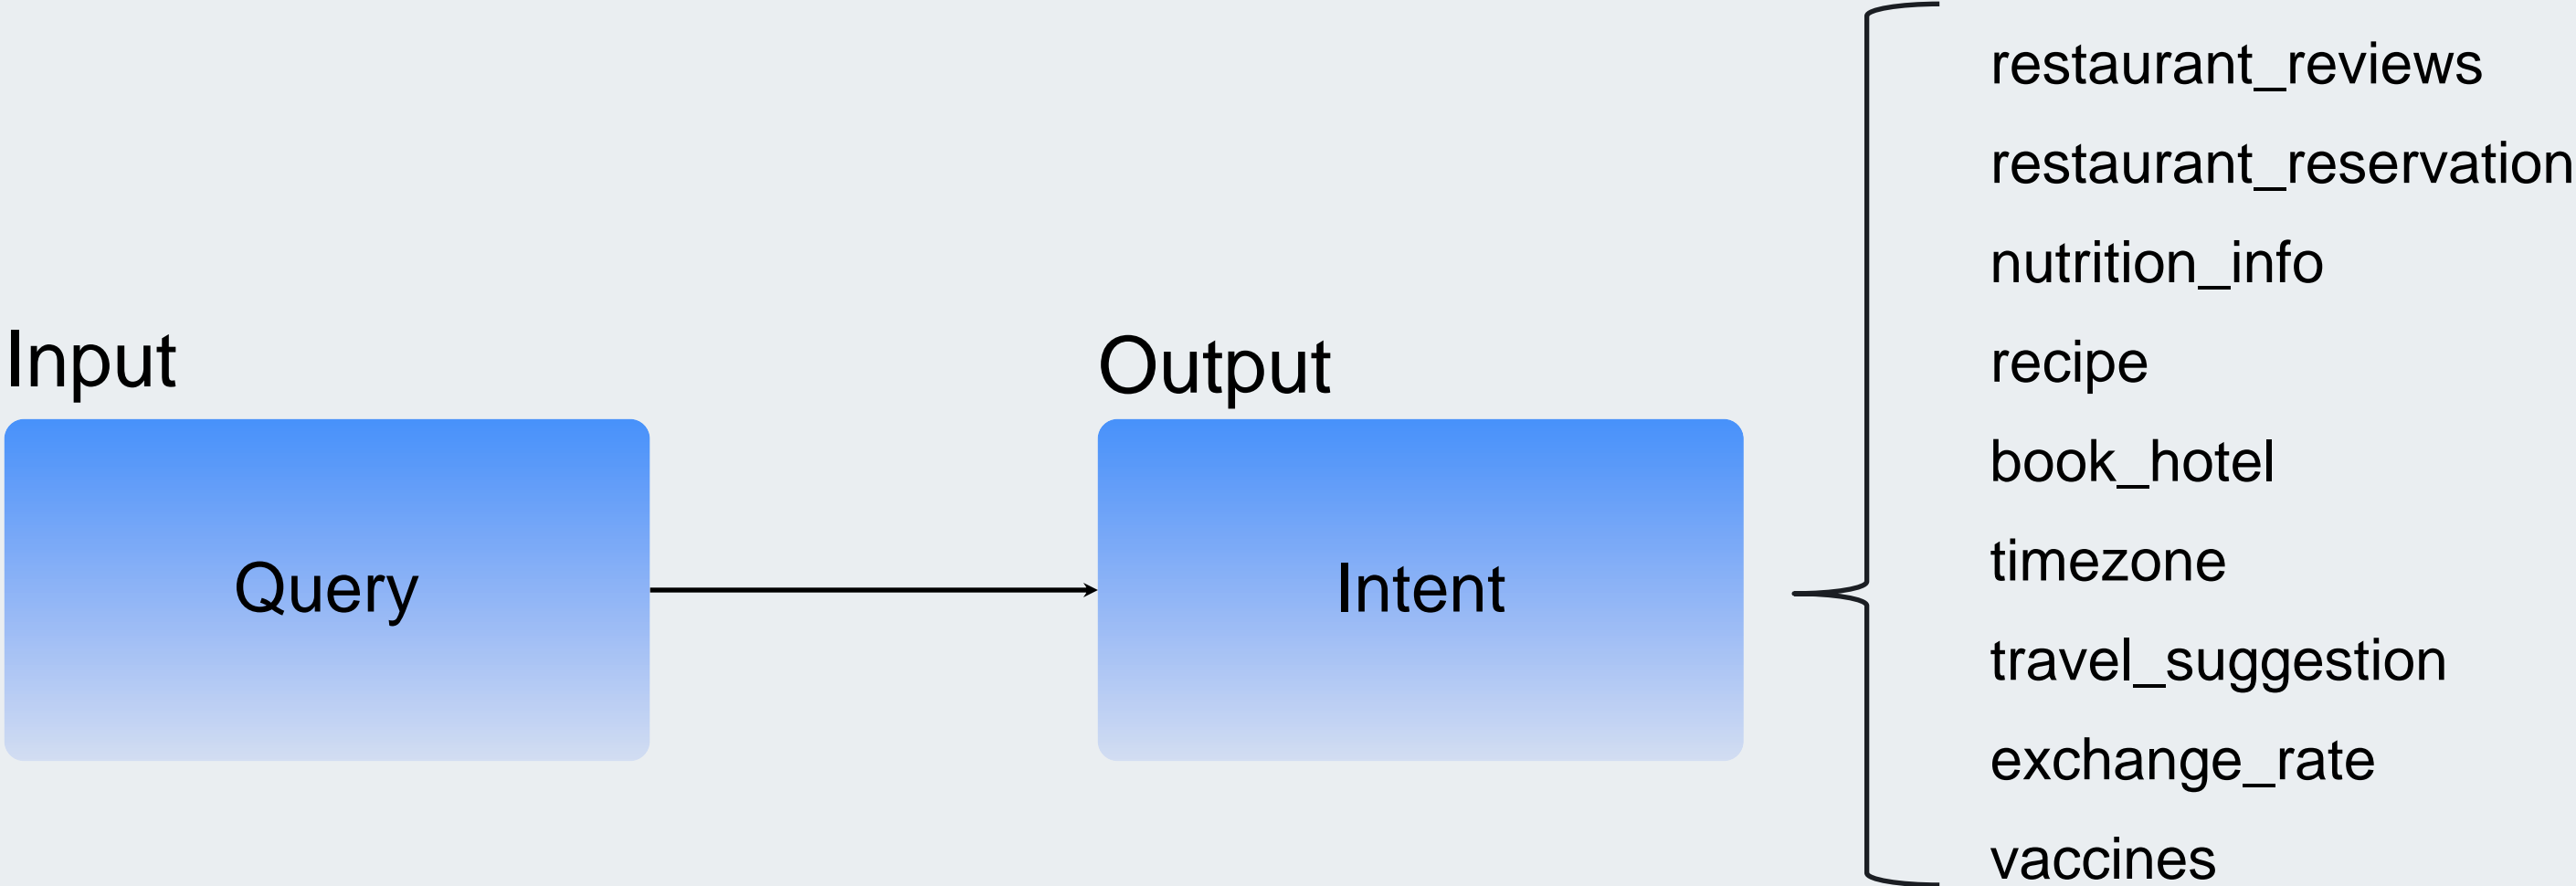 Input
Query
Output
Intent
restaurant_reviews
restaurant_reservation
nutrition_info
recipe
book_hotel
timezone
travel_suggestion
exchange_rate
vaccines